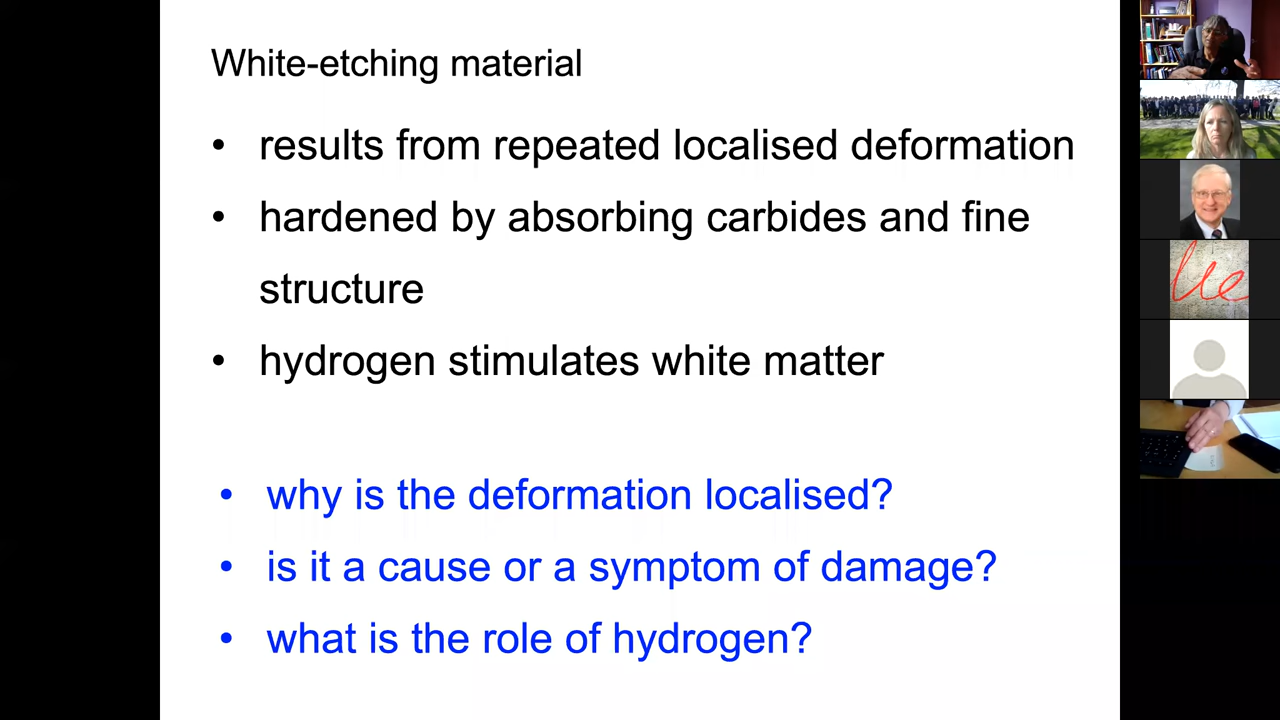 White-etching material
• results from repeated localised deformation
• hardened by absorbing carbides and fine
structure
• hydrogen stimulates white matter
• why is the deformation localised?
• is it a cause or a symptom of damage?
• what is the role of hydrogen?